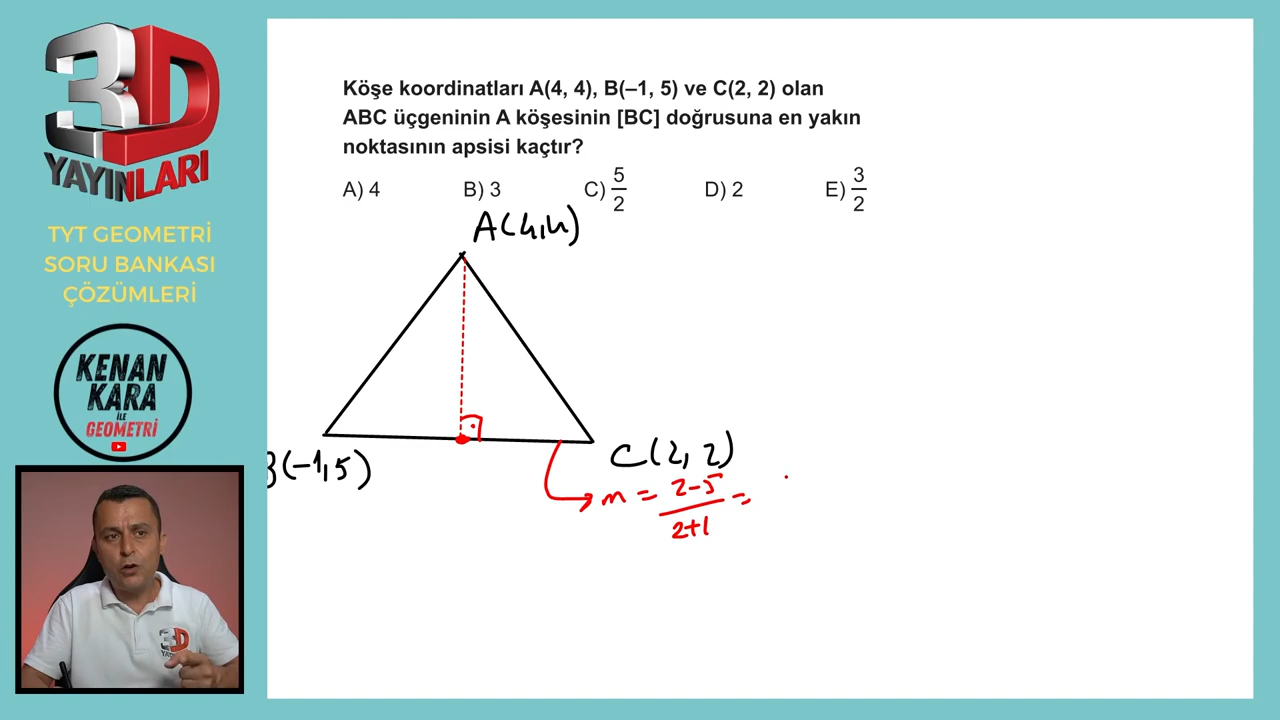 3D
YAYINLARI
TYT GEOMETRİ
SORU BANKASI
ÇÖZÜMLERİ
KENAN
KARA
İLE
GEOMETRİ
3D
Köşe koordinatları A(4, 4), B(–1, 5) ve C(2, 2) olan
ABC üçgeninin A köşesinin [BC] doğrusuna en yakın
noktasının apsisi kaçtır?
A) 4 B) 3 C) 5/2 D) 2 E) 3/2
A(4,4)
B(-1,5)
C(2, 2)
m = 2-5/2+1 =